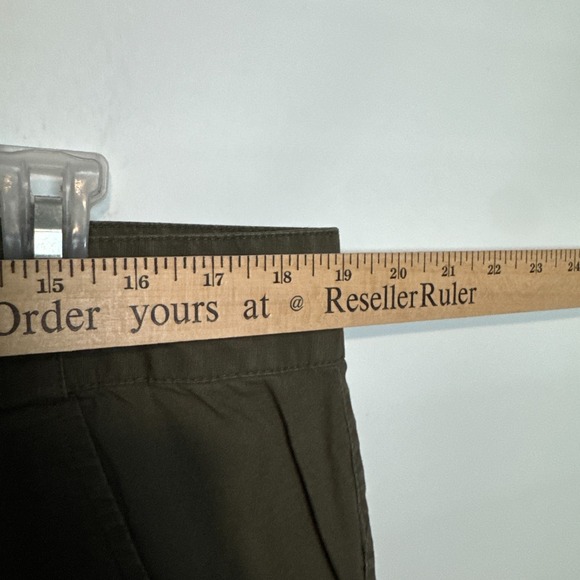 15 16 17 18 19 20 21 22 23 24
Order yours at @ ResellerRuler